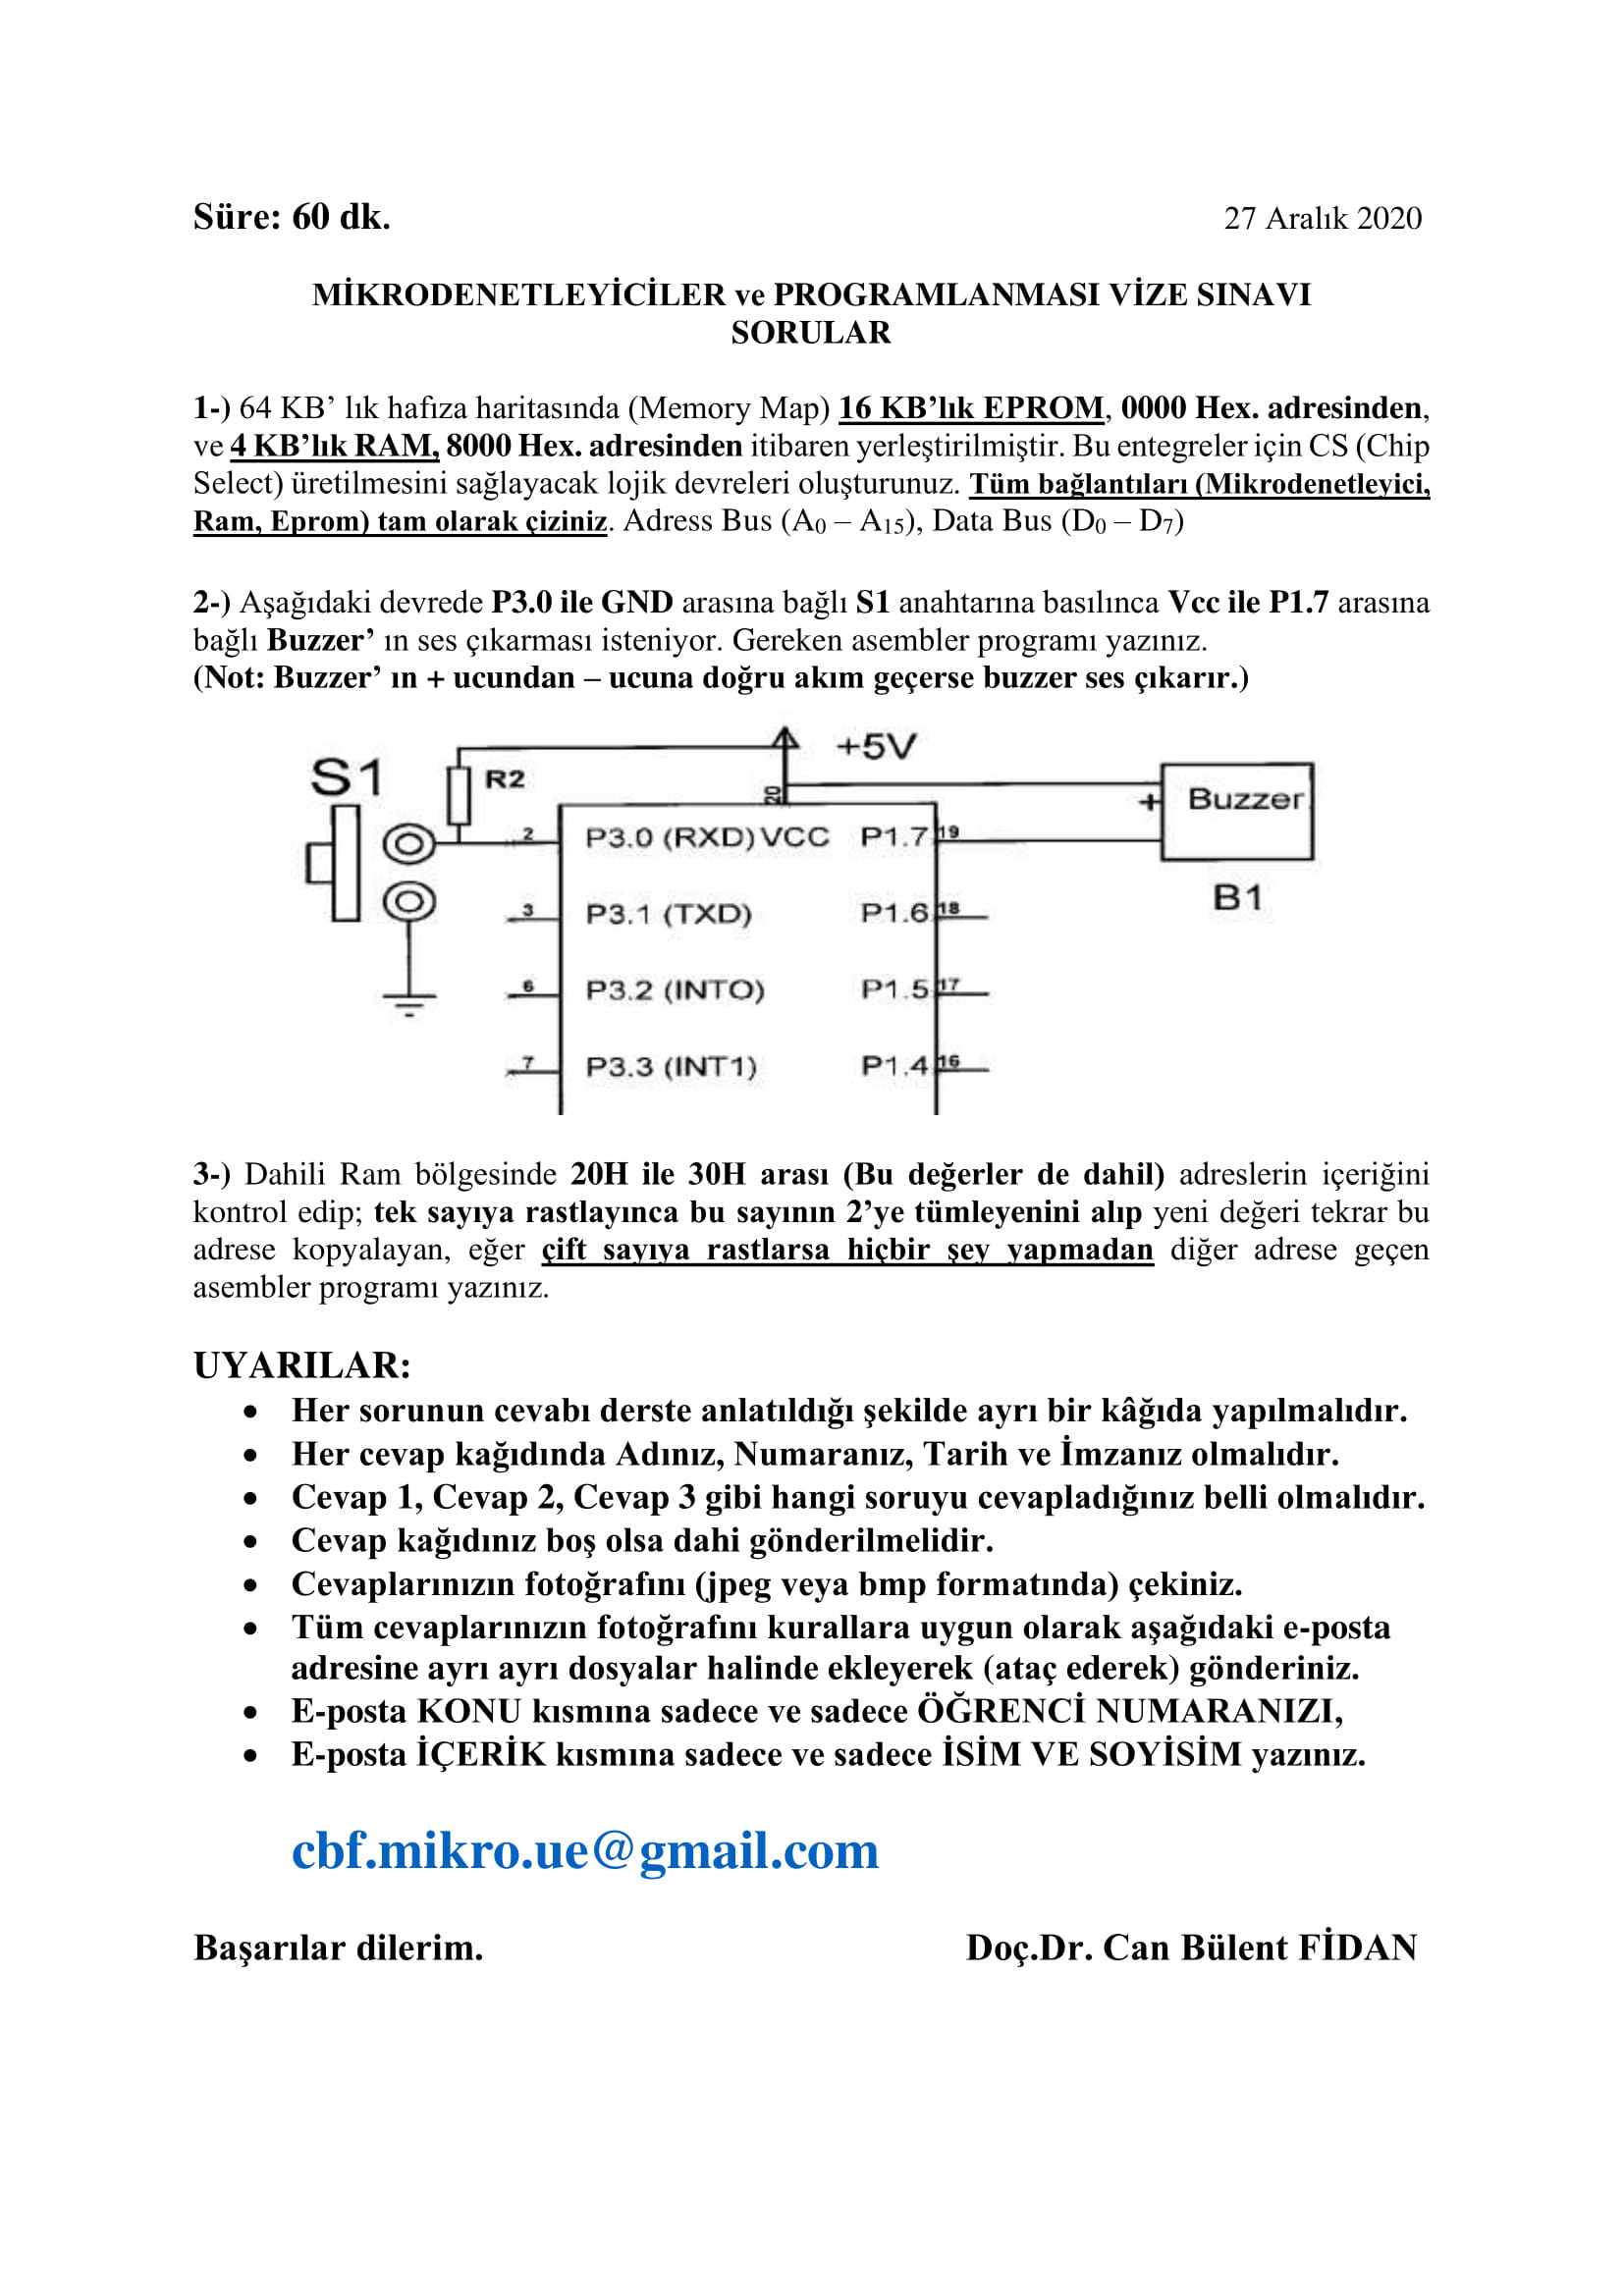 Süre: 60 dk. 27 Aralık 2020
MİKRODENETLEYİCİLER ve PROGRAMLANMASI VİZE SINAVI
SORULAR
1-) 64 KB’ lık hafıza haritasında (Memory Map) 16 KB’lık EPROM, 0000 Hex. adresinden,
ve 4 KB’lık RAM, 8000 Hex. adresinden itibaren yerleştirilmiştir. Bu entegreler için CS (Chip
Select) üretilmesini sağlayacak lojik devreleri oluşturunuz. Tüm bağlantıları (Mikrodenetleyici,
Ram, Eprom) tam olarak çiziniz. Adress Bus (A0 – A15), Data Bus (D0 – D7)
2-) Aşağıdaki devrede P3.0 ile GND arasına bağlı S1 anahtarına basılınca Vcc ile P1.7 arasına
bağlı Buzzer’ ın ses çıkarması isteniyor. Gereken asembler programı yazınız.
(Not: Buzzer’ ın + ucundan – ucuna doğru akım geçerse buzzer ses çıkarır.)
+5V
S1 R2
20
+ Buzzer
2 P3.0 (RXD) VCC P1.7 19
B1
3 P3.1 (TXD) P1.6 18
6 P3.2 (INTO) P1.5 17
7 P3.3 (INT1) P1.4 16
3-) Dahili Ram bölgesinde 20H ile 30H arası (Bu değerler de dahil) adreslerin içeriğini
kontrol edip; tek sayıya rastlayınca bu sayının 2’ye tümleyenini alıp yeni değeri tekrar bu
adrese kopyalayan, eğer çift sayıya rastlarsa hiçbir şey yapmadan diğer adrese geçen
asembler programı yazınız.
UYARILAR:
• Her sorunun cevabı derste anlatıldığı şekilde ayrı bir kâğıda yapılmalıdır.
• Her cevap kağıdında Adınız, Numaranız, Tarih ve İmzanız olmalıdır.
• Cevap 1, Cevap 2, Cevap 3 gibi hangi soruyu cevapladığınız belli olmalıdır.
• Cevap kağıdınız boş olsa dahi gönderilmelidir.
• Cevaplarınızın fotoğrafını (jpeg veya bmp formatında) çekiniz.
• Tüm cevaplarınızın fotoğrafını kurallara uygun olarak aşağıdaki e-posta
adresine ayrı ayrı dosyalar halinde ekleyerek (ataç ederek) gönderiniz.
• E-posta KONU kısmına sadece ve sadece ÖĞRENCİ NUMARANIZI,
• E-posta İÇERİK kısmına sadece ve sadece İSİM VE SOYİSİM yazınız.
cbf.mikro.ue@gmail.com
Başarılar dilerim. Doç.Dr. Can Bülent FİDAN